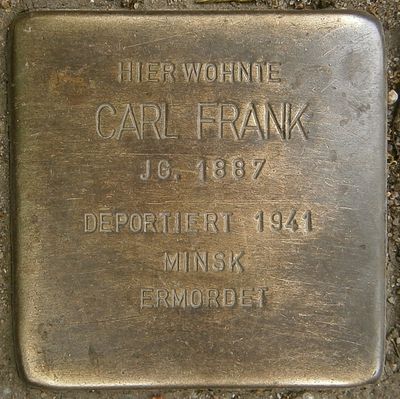 HIER WOHNTE
CARL FRANK
JG. 1887
DEPORTIERT 1941
MINSK
ERMORDET